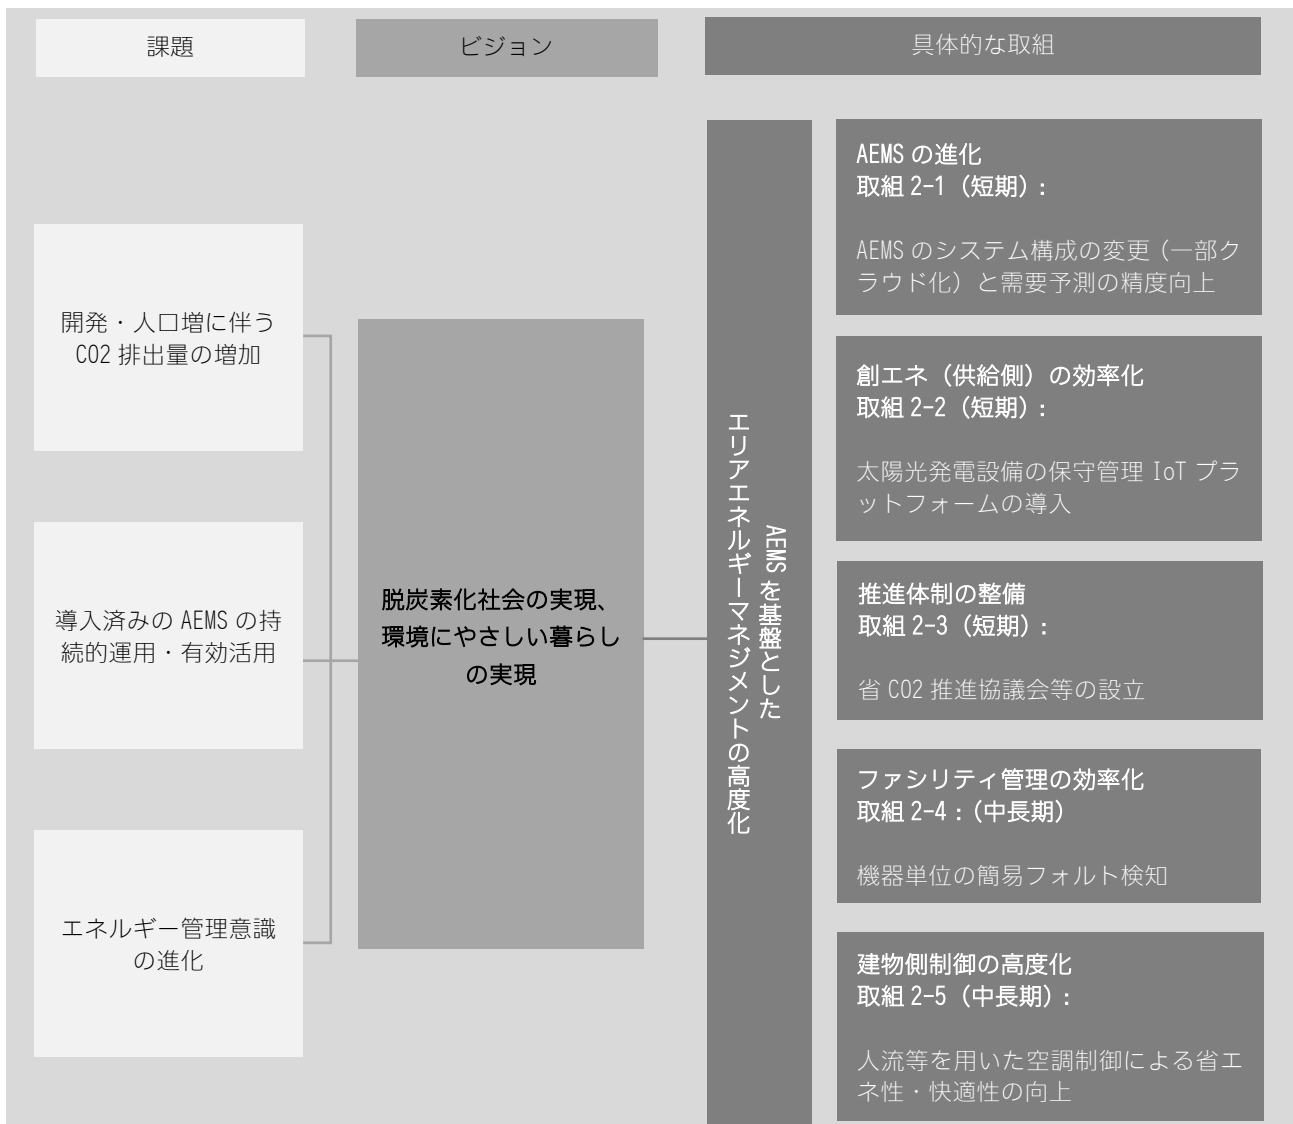 課題
ビジョン
具体的な取組
開発・人口増に伴う
CO2 排出量の増加
導入済みの AEMS の持
続的運用・有効活用
エネルギー管理意識
の進化
脱炭素化社会の実現、
環境にやさしい暮らし
の実現
AEMS を基盤とした
エリアエネルギーマネジメントの高度化
AEMS の進化
取組 2-1（短期）:
AEMS のシステム構成の変更（一部ク
ラウド化）と需要予測の精度向上
創エネ（供給側）の効率化
取組 2-2（短期）:
太陽光発電設備の保守管理 IoT プラ
ットフォームの導入
推進体制の整備
取組 2-3（短期）:
省 CO2 推進協議会等の設立
ファシリティ管理の効率化
取組 2-4：（中長期）
機器単位の簡易フォルト検知
建物側制御の高度化
取組 2-5（中長期）:
人流等を用いた空調制御による省エ
ネ性・快適性の向上